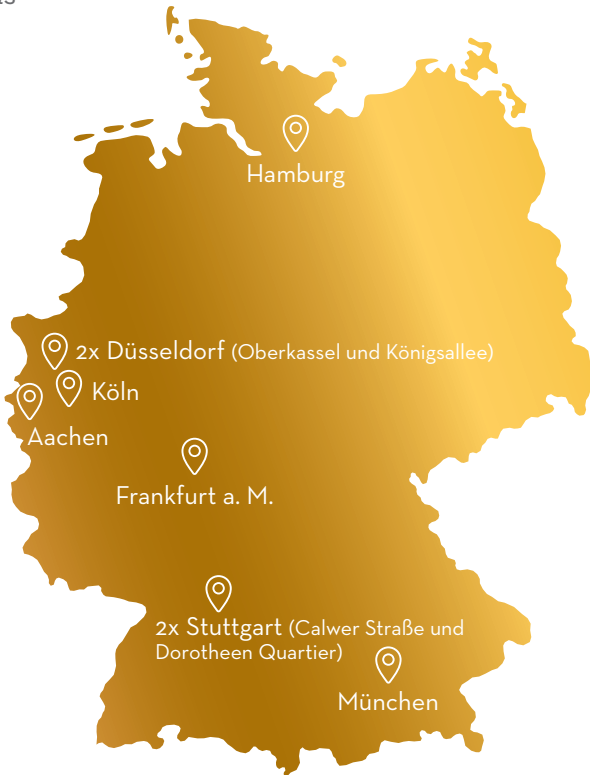 Hamburg
2x Düsseldorf (Oberkassel und Königsallee)
Köln
Aachen
Frankfurt a. M.
2x Stuttgart (Calwer Straße und
Dorotheen Quartier)
München